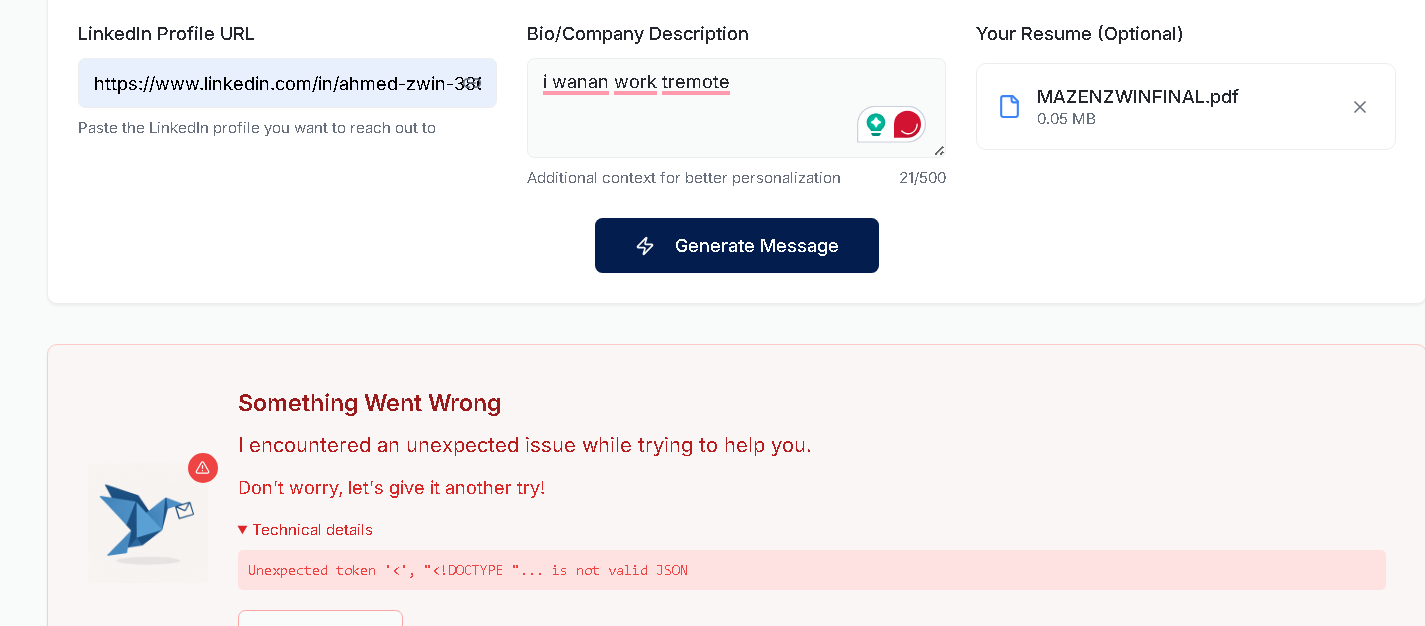 LinkedIn Profile URL
Bio/Company Description
Your Resume (Optional)
https://www.linkedin.com/in/ahmed-zwin-
i wanan work tremote
MAZENZWINFINAL.pdf
0.05 MB
Paste the LinkedIn profile you want to reach out to
Additional context for better personalization
21/500
Generate Message
Something Went Wrong
I encountered an unexpected issue while trying to help you.
Don't worry, let's give it another try!
▼ Technical details
Unexpected token '<', "<!DOCTYPE "... is not valid JSON